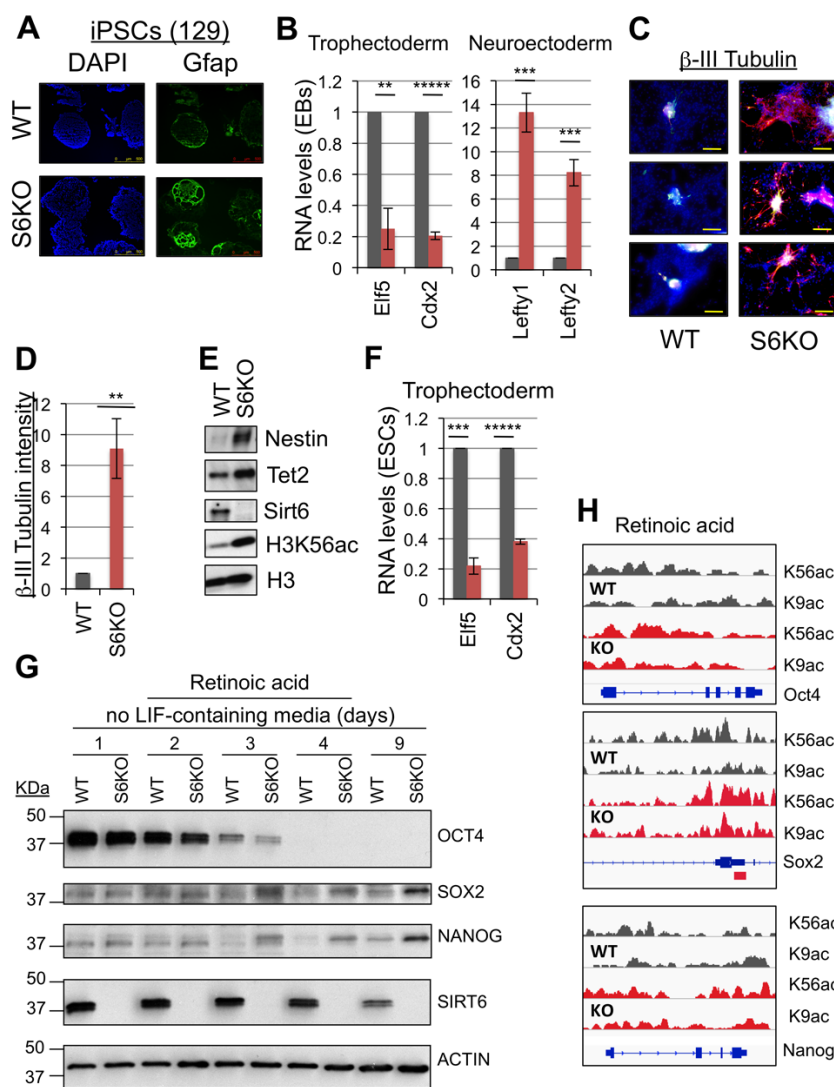 A
iPSCs (129)
DAPI
Gfap
WT
S6KO
B
Trophectoderm
Neuroectoderm
RNA levels (EBs)
1.2
1
0.8
0.6
0.4
0.2
0
**
*****
Elf5
Cdx2
16
14
12
10
8
6
4
2
0
***
***
Lefty1
Lefty2
C
β-III Tubulin
WT
S6KO
D
β-III Tubulin intensity
12
10
8
6
4
2
0
**
WT
S6KO
E
WT
S6KO
Nestin
Tet2
Sirt6
H3K56ac
H3
F
Trophectoderm
RNA levels (ESCs)
1.2
1
0.8
0.6
0.4
0.2
0
***
*****
Elf5
Cdx2
G
Retinoic acid
no LIF-containing media (days)
1 2 3 4 9
KDa
WT S6KO WT S6KO WT S6KO WT S6KO WT S6KO
50
37
OCT4
37
SOX2
37
NANOG
50
37
SIRT6
50
37
ACTIN
H
Retinoic acid
K56ac
WT
K9ac
K56ac
KO
K9ac
Oct4
K56ac
WT
K9ac
K56ac
KO
K9ac
Sox2
K56ac
WT
K9ac
K56ac
KO
K9ac
Nanog